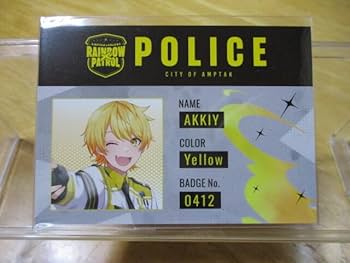 RAINBOW
PATROL
POLICE
CITY OF AMPTAK
NAME
AKKIY
COLOR
Yellow
BADGE No.
0412